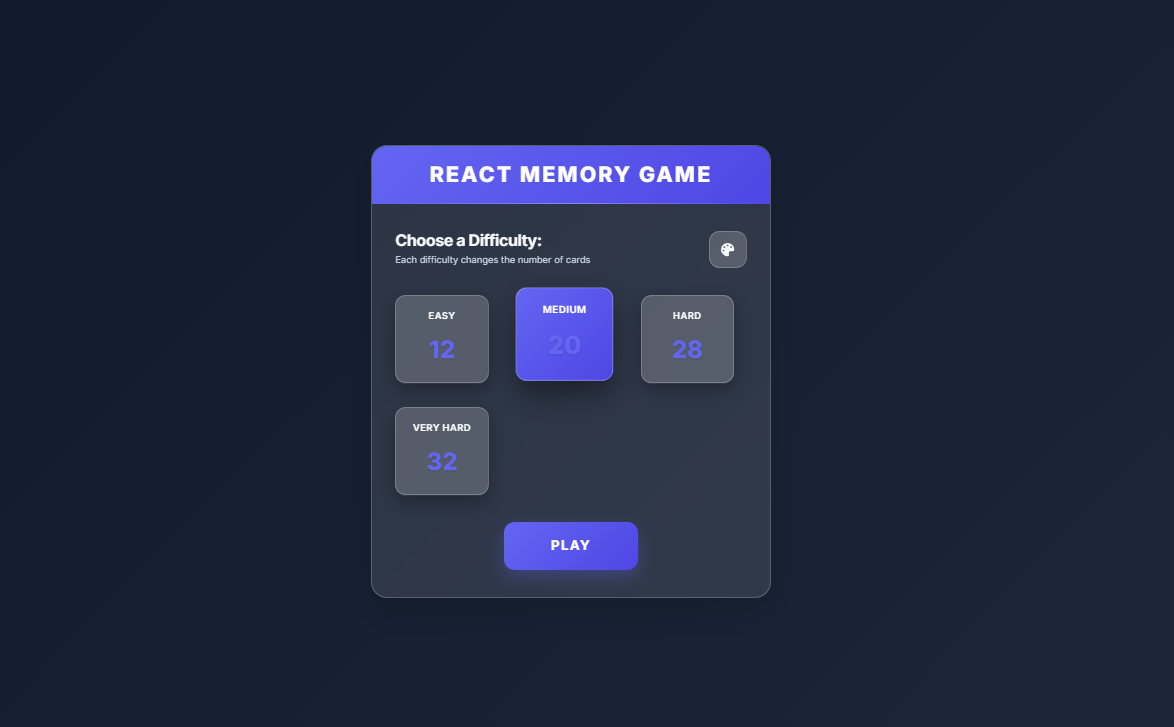 REACT MEMORY GAME
Choose a Difficulty:
Each difficulty changes the number of cards
EASY
12
MEDIUM
20
HARD
28
VERY HARD
32
PLAY